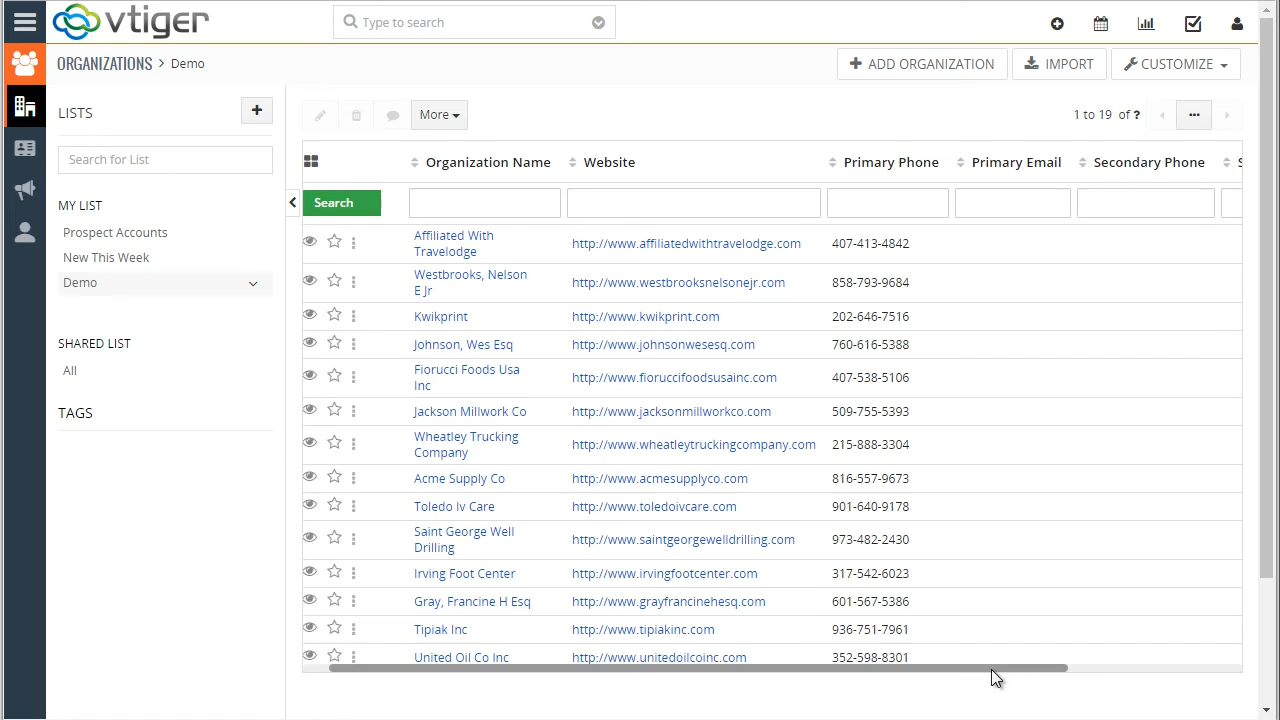 vtiger
Type to search
ORGANIZATIONS > Demo
ADD ORGANIZATION
IMPORT
CUSTOMIZE
LISTS
Search for List
MY LIST
Prospect Accounts
New This Week
Demo
SHARED LIST
All
TAGS
More
1 to 19 of ?
Organization Name Website Primary Phone Primary Email Secondary Phone S
Search
Affiliated With
Travelodge http://www.affiliatedwithtravelodge.com 407-413-4842
Westbrooks, Nelson
E Jr http://www.westbrooksnelsonejr.com 858-793-9684
Kwikprint http://www.kwikprint.com 202-646-7516
Johnson, Wes Esq http://www.johnsonwesesq.com 760-616-5388
Fiorucci Foods Usa
Inc http://www.fioruccifoodsusainc.com 407-538-5106
Jackson Millwork Co http://www.jacksonmillworkco.com 509-755-5393
Wheatley Trucking
Company http://www.wheatleytruckingcompany.com 215-888-3304
Acme Supply Co http://www.acmesupplyco.com 816-557-9673
Toledo Iv Care http://www.toledoivcare.com 901-640-9178
Saint George Well
Drilling http://www.saintgeorgewelldrilling.com 973-482-2430
Irving Foot Center http://www.irvingfootcenter.com 317-542-6023
Gray, Francine H Esq http://www.grayfrancinehesq.com 601-567-5386
Tipiak Inc http://www.tipiakinc.com 936-751-7961
United Oil Co Inc http://www.unitedoilcoinc.com 352-598-8301